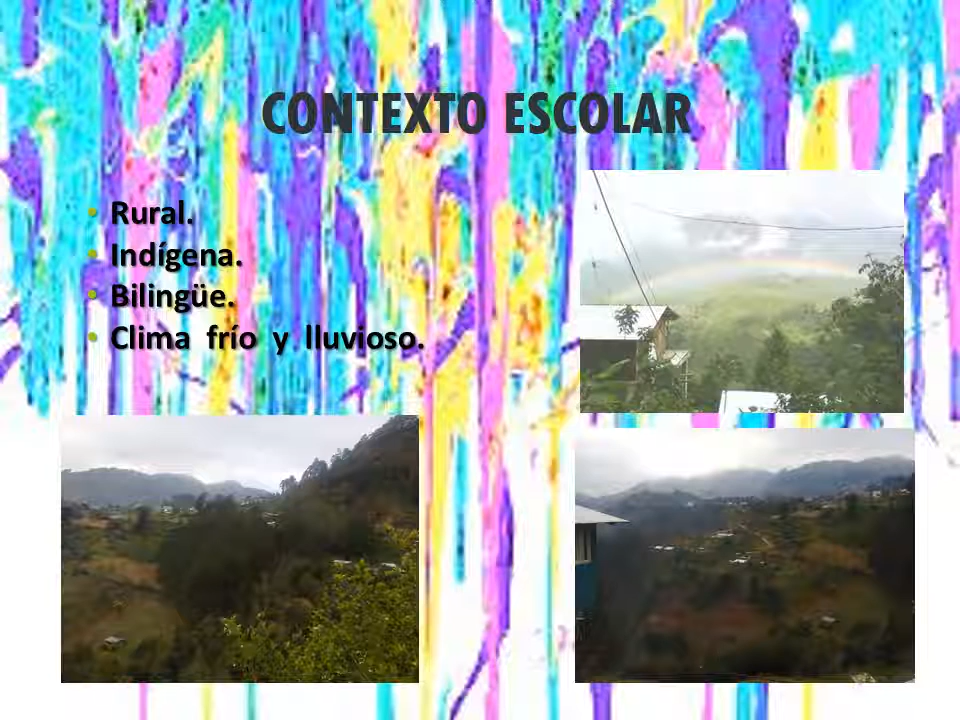 CONTEXTO ESCOLAR
• Rural.
• Indígena.
• Bilingüe.
• Clima frío y lluvioso.